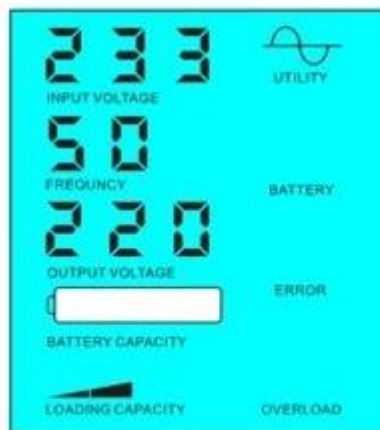 233
INPUT VOLTAGE
UTILITY
50
FREQUNCY
BATTERY
220
OUTPUT VOLTAGE
ERROR
BATTERY CAPACITY
LOADING CAPACITY
OVERLOAD